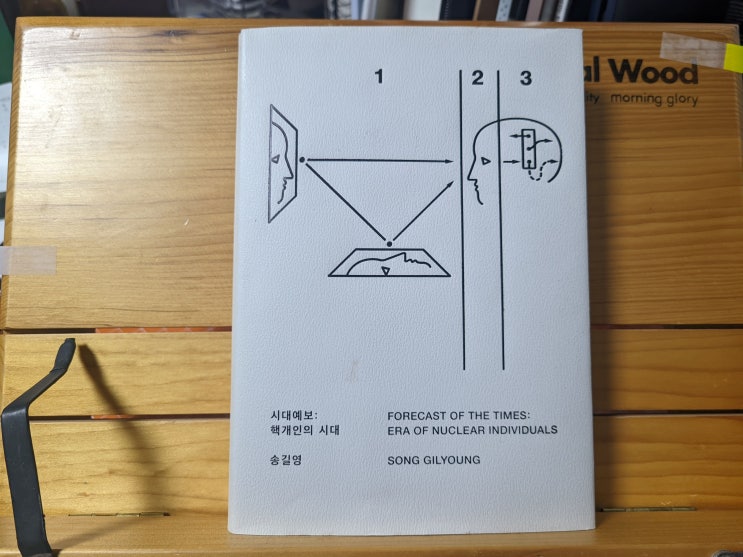 1 2 3
al Wood
ity morning glory
시대예보:
핵개인의 시대
송길영
FORECAST OF THE TIMES:
ERA OF NUCLEAR INDIVIDUALS
SONG GILYOUNG